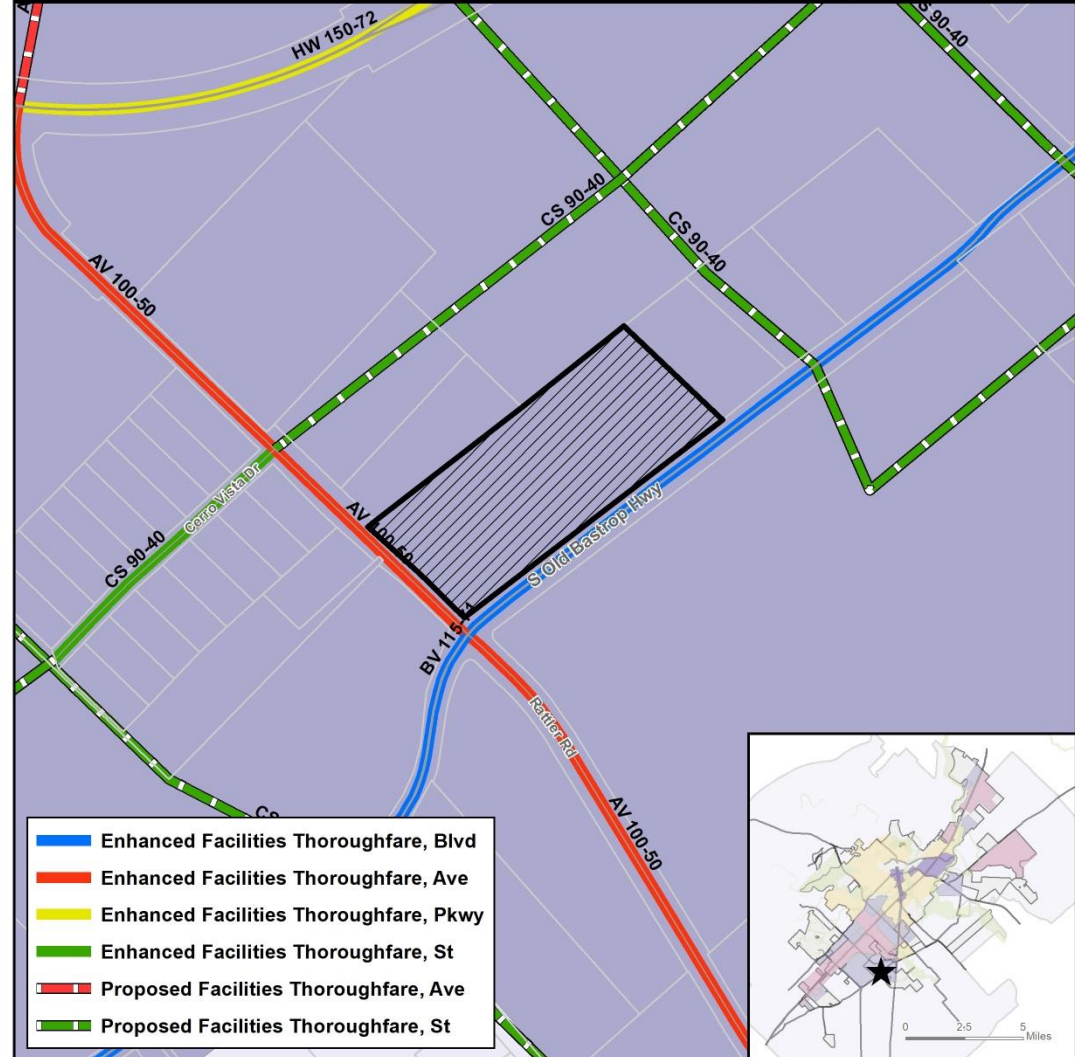 HW 150-72
CS 90-40
AV 100-50
CS 90-40
CS 90-40
Cerro Vista Dr
AV 100-50
CS 90-40
S Old Bastrop Hwy
Rattler Rd
AV 100-50
Enhanced Facilities Thoroughfare, Blvd
Enhanced Facilities Thoroughfare, Ave
Enhanced Facilities Thoroughfare, Pkwy
Enhanced Facilities Thoroughfare, St
Proposed Facilities Thoroughfare, Ave
Proposed Facilities Thoroughfare, St
0 2.5 5
Miles